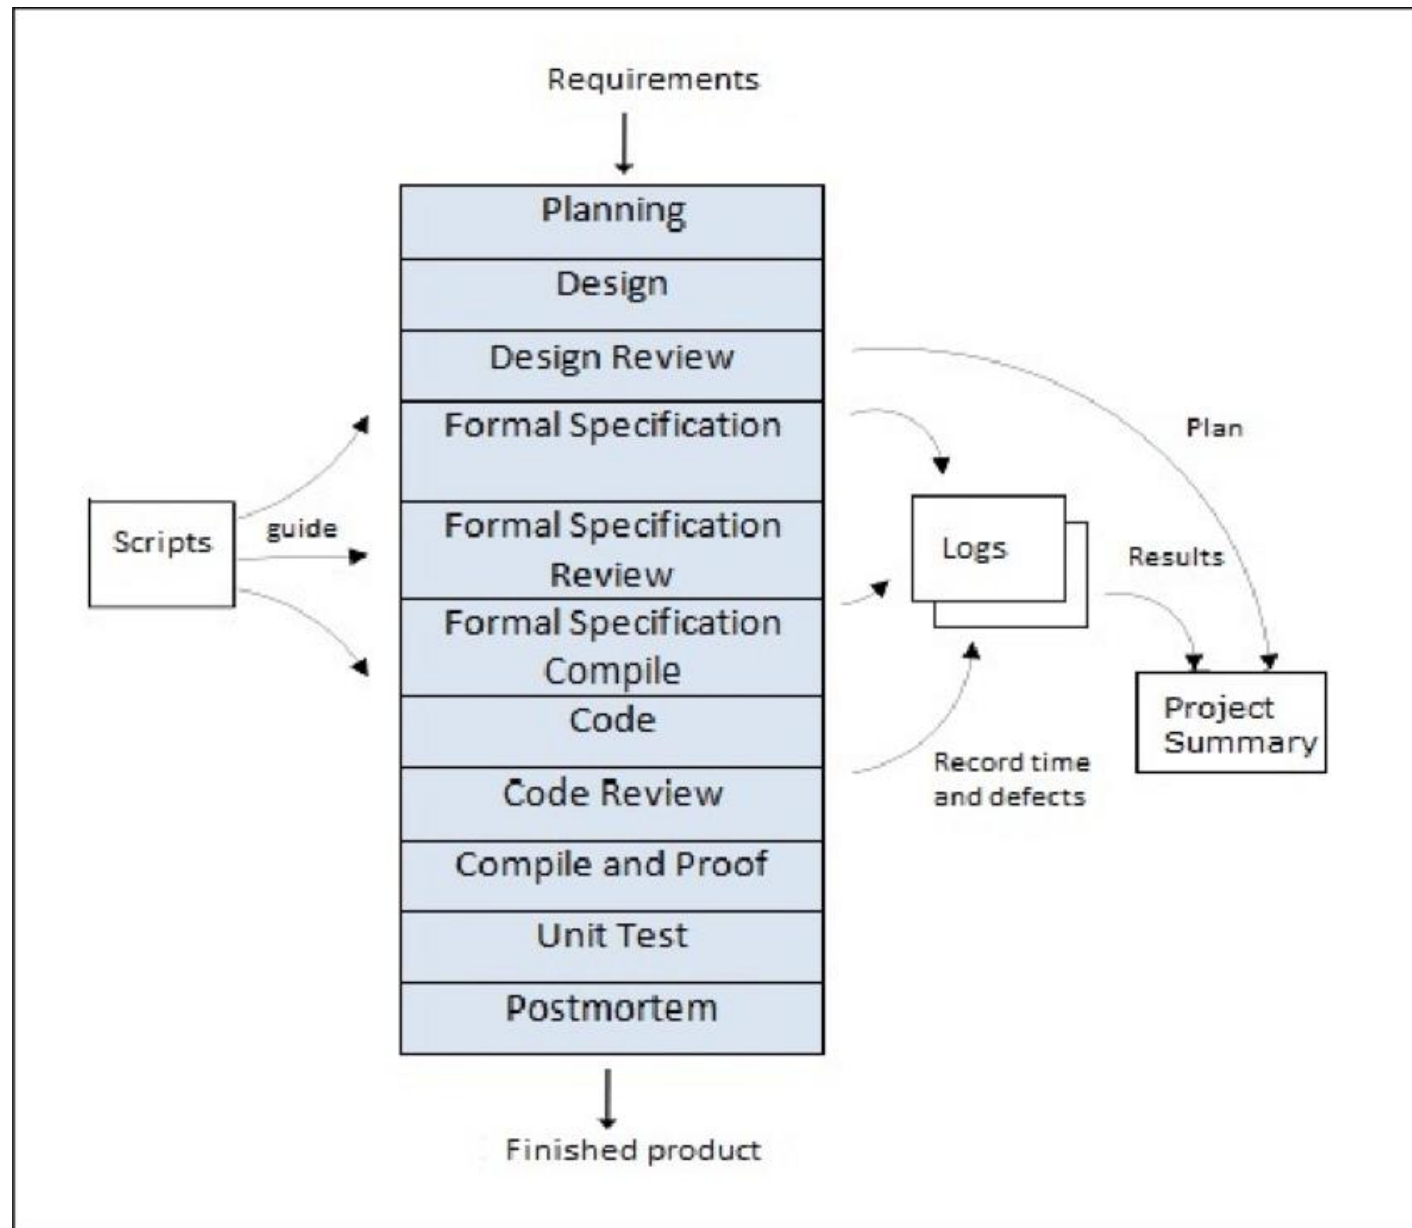 Requirements
Planning
Design
Design Review
Formal Specification
Formal Specification
Review
Formal Specification
Compile
Code
Code Review
Compile and Proof
Unit Test
Postmortem
Finished product
Scripts
guide
Logs
Plan
Results
Record time
and defects
Project
Summary